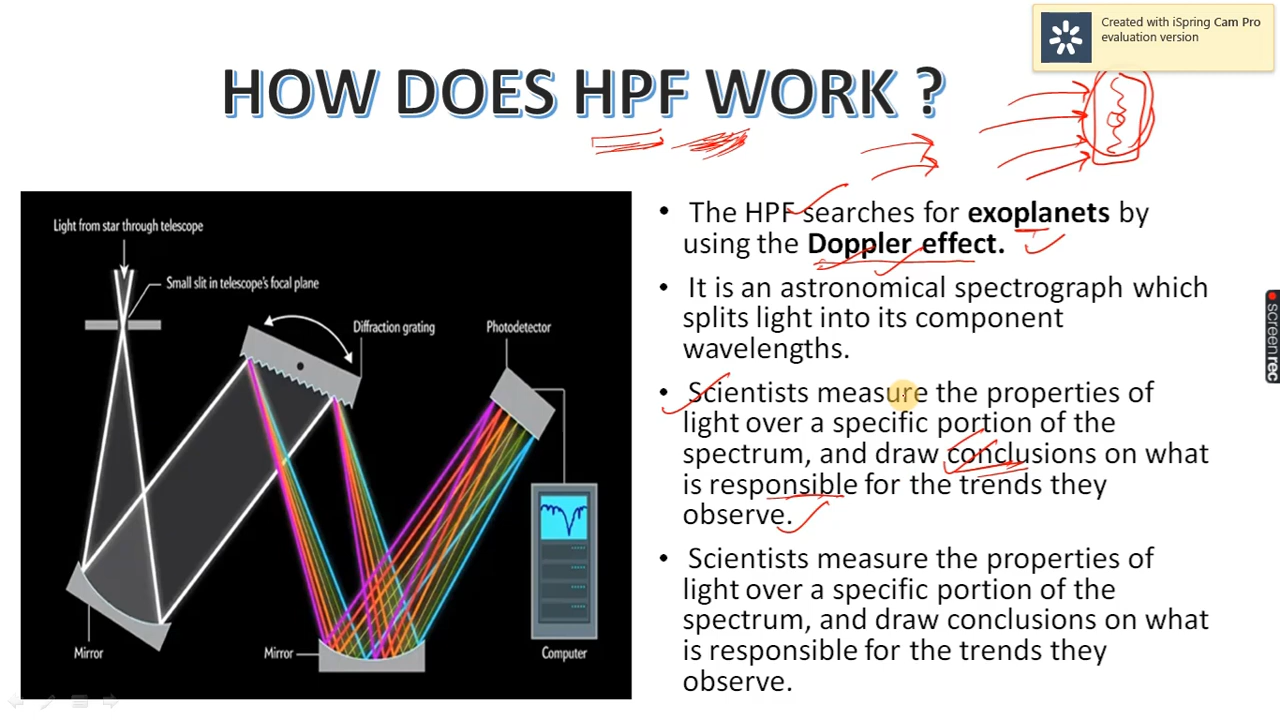 Created with iSpring Cam Pro
evaluation version
HOW DOES HPF WORK ?
Light from star through telescope
Small slit in telescope's focal plane
Diffraction grating
Photodetector
Mirror
Mirror
Computer
• The HPF searches for exoplanets by
using the Doppler effect.
• It is an astronomical spectrograph which
splits light into its component
wavelengths.
• Scientists measure the properties of
light over a specific portion of the
spectrum, and draw conclusions on what
is responsible for the trends they
observe.
• Scientists measure the properties of
light over a specific portion of the
spectrum, and draw conclusions on what
is responsible for the trends they
observe.
screenrec